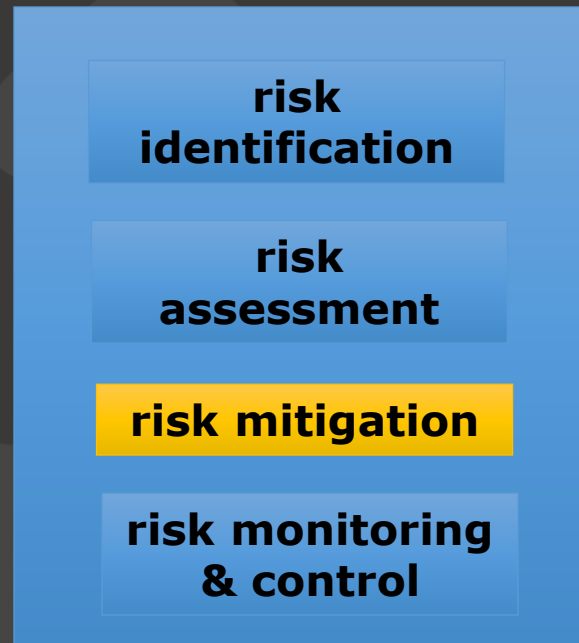 risk
identification
risk
assessment
risk mitigation
risk monitoring
& control